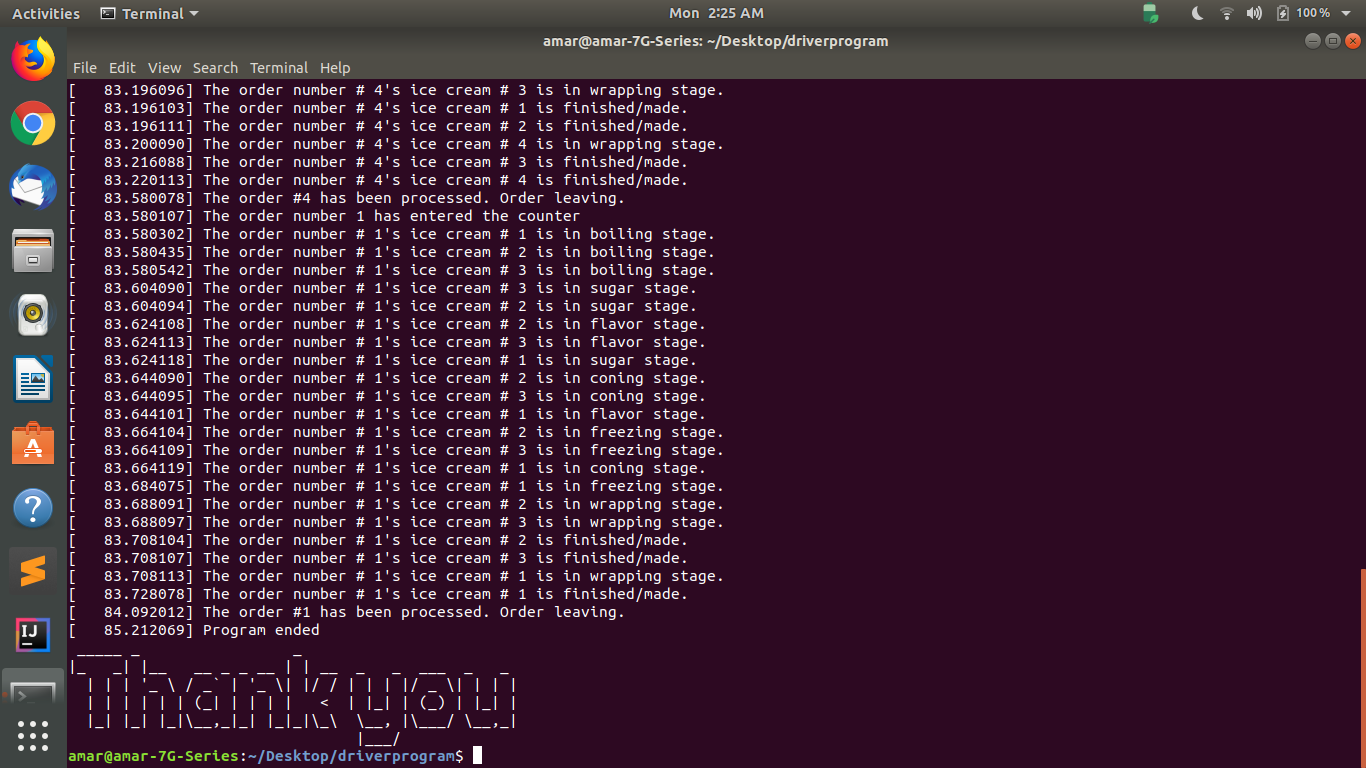 Activities Terminal Mon 2:25 AM 100%
amar@amar-7G-Series: ~/Desktop/driverprogram
File Edit View Search Terminal Help
[   83.196096] The order number # 4's ice cream # 3 is in wrapping stage.
[   83.196103] The order number # 4's ice cream # 1 is finished/made.
[   83.196111] The order number # 4's ice cream # 2 is finished/made.
[   83.200090] The order number # 4's ice cream # 4 is in wrapping stage.
[   83.216088] The order number # 4's ice cream # 3 is finished/made.
[   83.220113] The order number # 4's ice cream # 4 is finished/made.
[   83.580078] The order #4 has been processed. Order leaving.
[   83.580107] The order number 1 has entered the counter
[   83.580302] The order number # 1's ice cream # 1 is in boiling stage.
[   83.580435] The order number # 1's ice cream # 2 is in boiling stage.
[   83.580542] The order number # 1's ice cream # 3 is in boiling stage.
[   83.604090] The order number # 1's ice cream # 3 is in sugar stage.
[   83.604094] The order number # 1's ice cream # 2 is in sugar stage.
[   83.624108] The order number # 1's ice cream # 2 is in flavor stage.
[   83.624113] The order number # 1's ice cream # 3 is in flavor stage.
[   83.624118] The order number # 1's ice cream # 1 is in sugar stage.
[   83.644090] The order number # 1's ice cream # 2 is in coning stage.
[   83.644095] The order number # 1's ice cream # 3 is in coning stage.
[   83.644101] The order number # 1's ice cream # 1 is in flavor stage.
[   83.664104] The order number # 1's ice cream # 2 is in freezing stage.
[   83.664109] The order number # 1's ice cream # 3 is in freezing stage.
[   83.664119] The order number # 1's ice cream # 1 is in coning stage.
[   83.684075] The order number # 1's ice cream # 1 is in freezing stage.
[   83.688091] The order number # 1's ice cream # 2 is in wrapping stage.
[   83.688097] The order number # 1's ice cream # 3 is in wrapping stage.
[   83.708104] The order number # 1's ice cream # 2 is finished/made.
[   83.708107] The order number # 1's ice cream # 3 is finished/made.
[   83.708113] The order number # 1's ice cream # 1 is in wrapping stage.
[   83.728078] The order number # 1's ice cream # 1 is finished/made.
[   84.092012] The order #1 has been processed. Order leaving.
[   85.212069] Program ended
Thank you
amar@amar-7G-Series:~/Desktop/driverprogram$